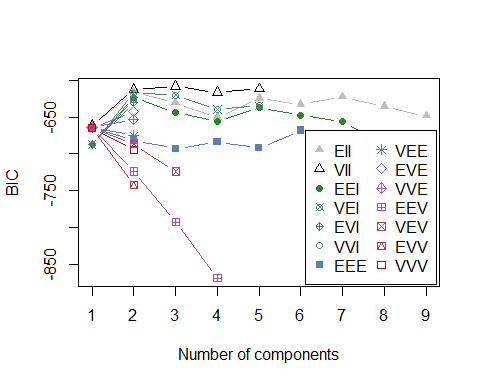 BIC
-650
-750
-850
EII
VII
EEI
VEI
EVI
VVI
EEE
VEE
EVE
VVE
EEV
VEV
EVV
VVV
1 2 3 4 5 6 7 8 9
Number of components